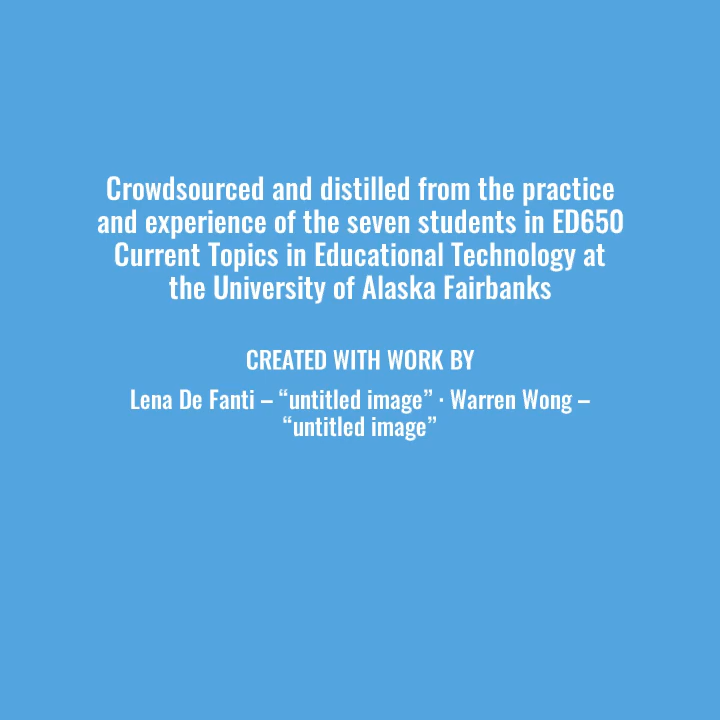 Crowdsourced and distilled from the practice
and experience of the seven students in ED650
Current Topics in Educational Technology at
the University of Alaska Fairbanks
CREATED WITH WORK BY
Lena De Fanti – “untitled image” · Warren Wong –
“untitled image”